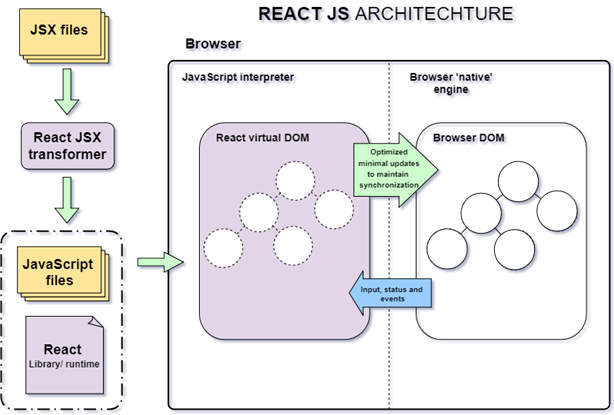 REACT JS ARCHITECHTURE
JSX files
React JSX
transformer
JavaScript
files
React
Library/ runtime
Browser
JavaScript interpreter
Browser 'native'
engine
React virtual DOM
Optimized
minimal updates
to maintain
synchronization
Browser DOM
Input, status and
events